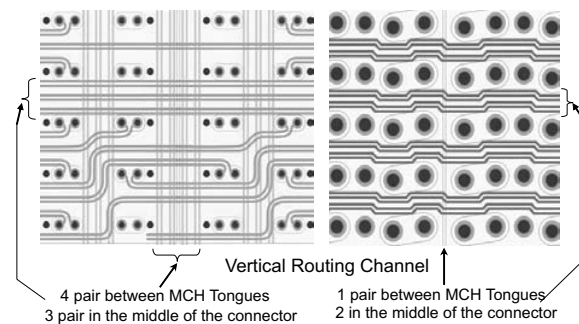 Vertical Routing Channel
4 pair between MCH Tongues
3 pair in the middle of the connector
1 pair between MCH Tongues
2 in the middle of the connector